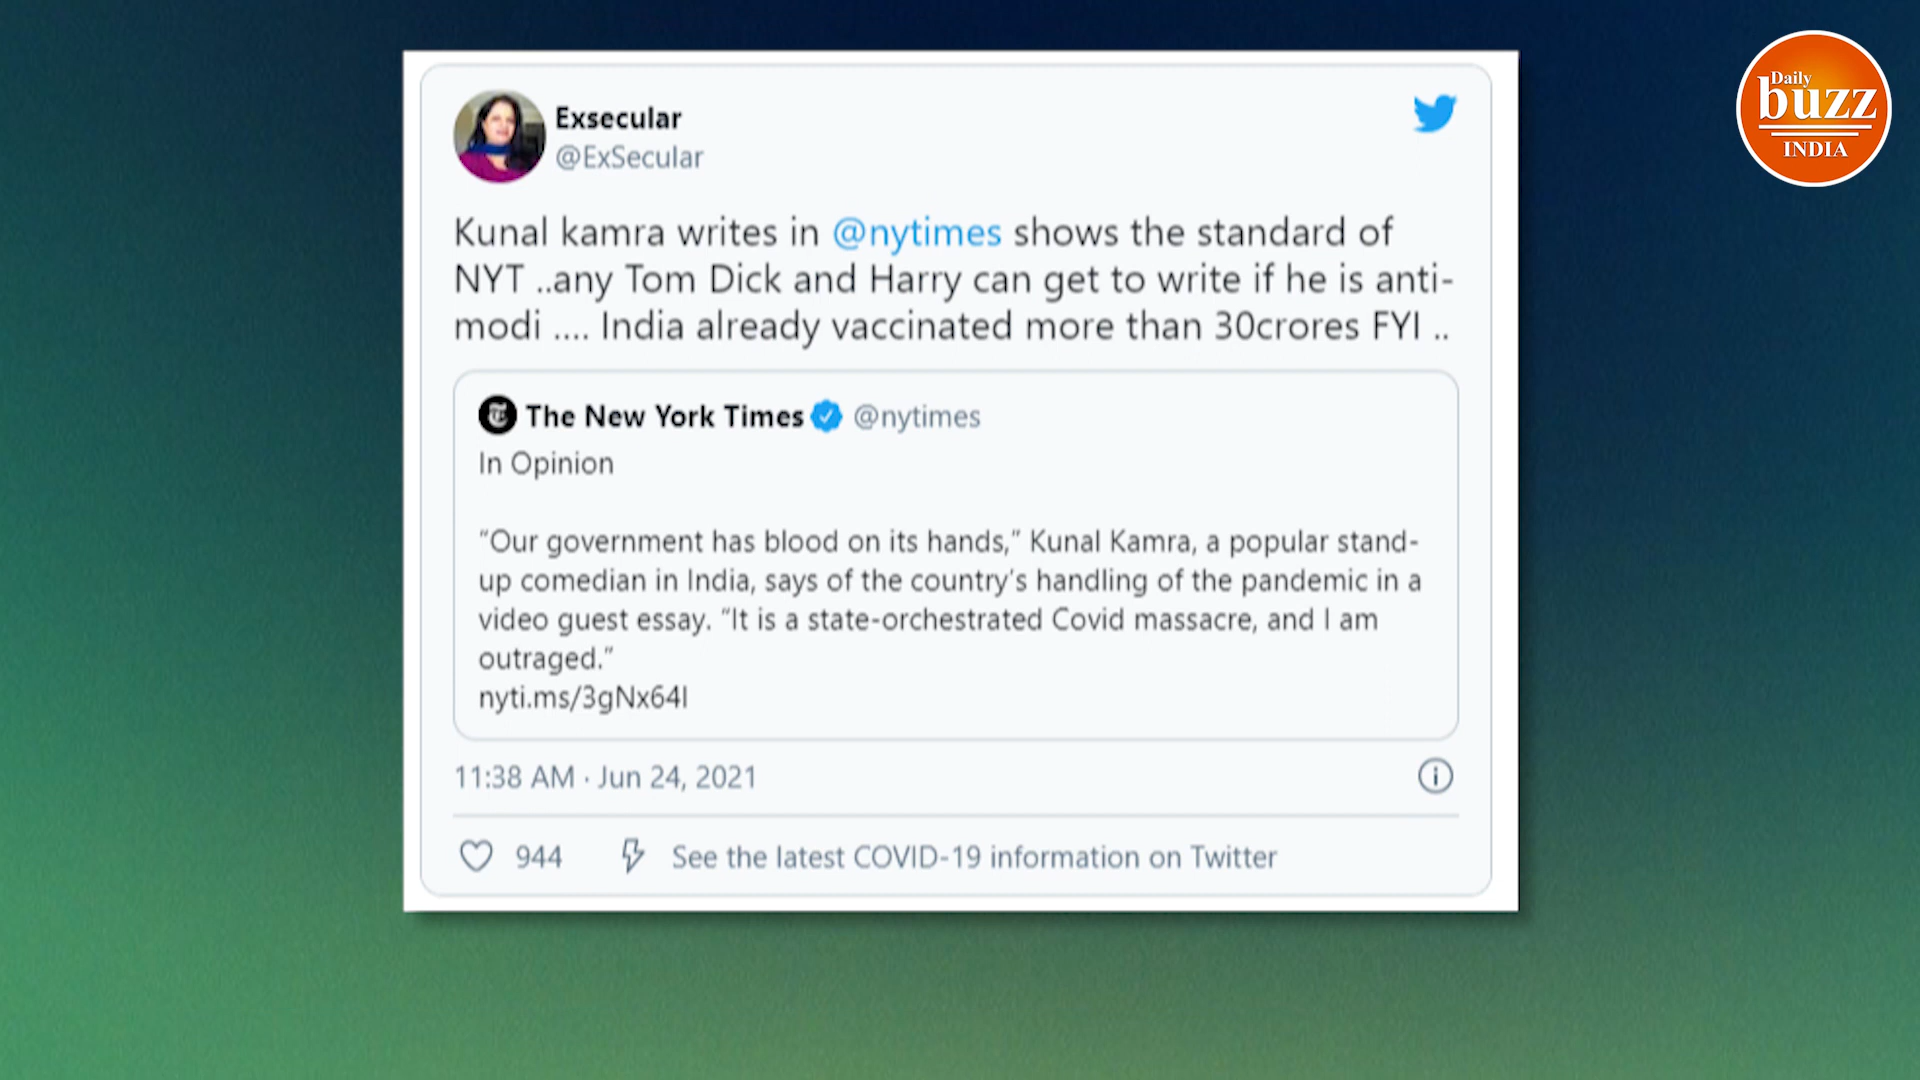 Daily
buzz
INDIA
Exsecular
@ExSecular
Kunal kamra writes in @nytimes shows the standard of
NYT ..any Tom Dick and Harry can get to write if he is anti-
modi .... India already vaccinated more than 30crores FYI ..
The New York Times @nytimes
In Opinion
“Our government has blood on its hands,” Kunal Kamra, a popular stand-
up comedian in India, says of the country’s handling of the pandemic in a
video guest essay. “It is a state-orchestrated Covid massacre, and I am
outraged.”
nyti.ms/3gNx64l
11:38 AM · Jun 24, 2021
944 See the latest COVID-19 information on Twitter